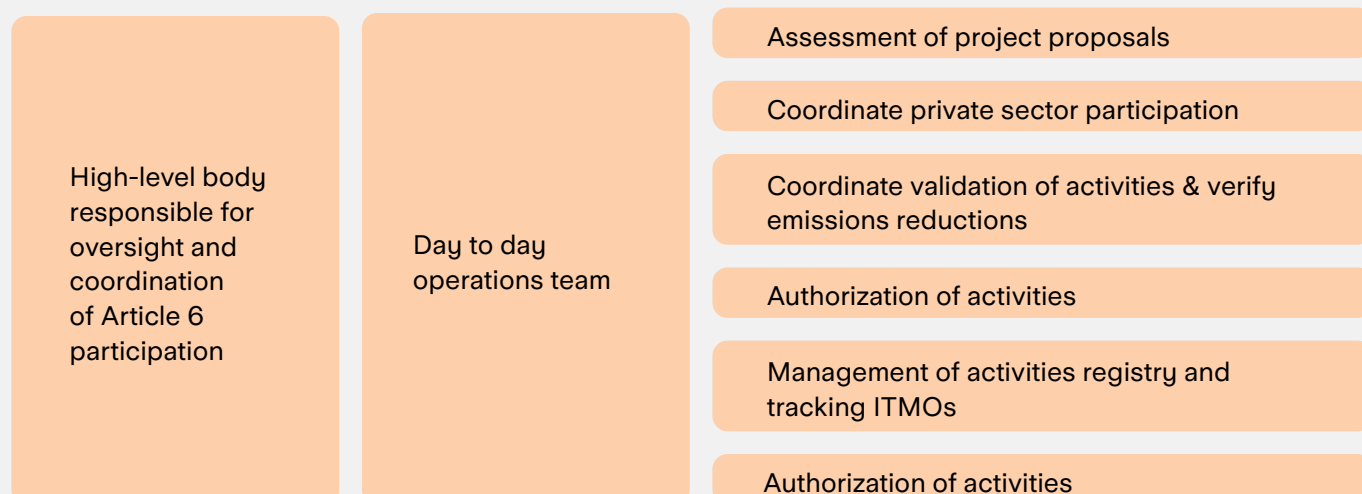 High-level body
responsible for
oversight and
coordination
of Article 6
participation
Day to day
operations team
Assessment of project proposals
Coordinate private sector participation
Coordinate validation of activities & verify
emissions reductions
Authorization of activities
Management of activities registry and
tracking ITMOs
Authorization of activities